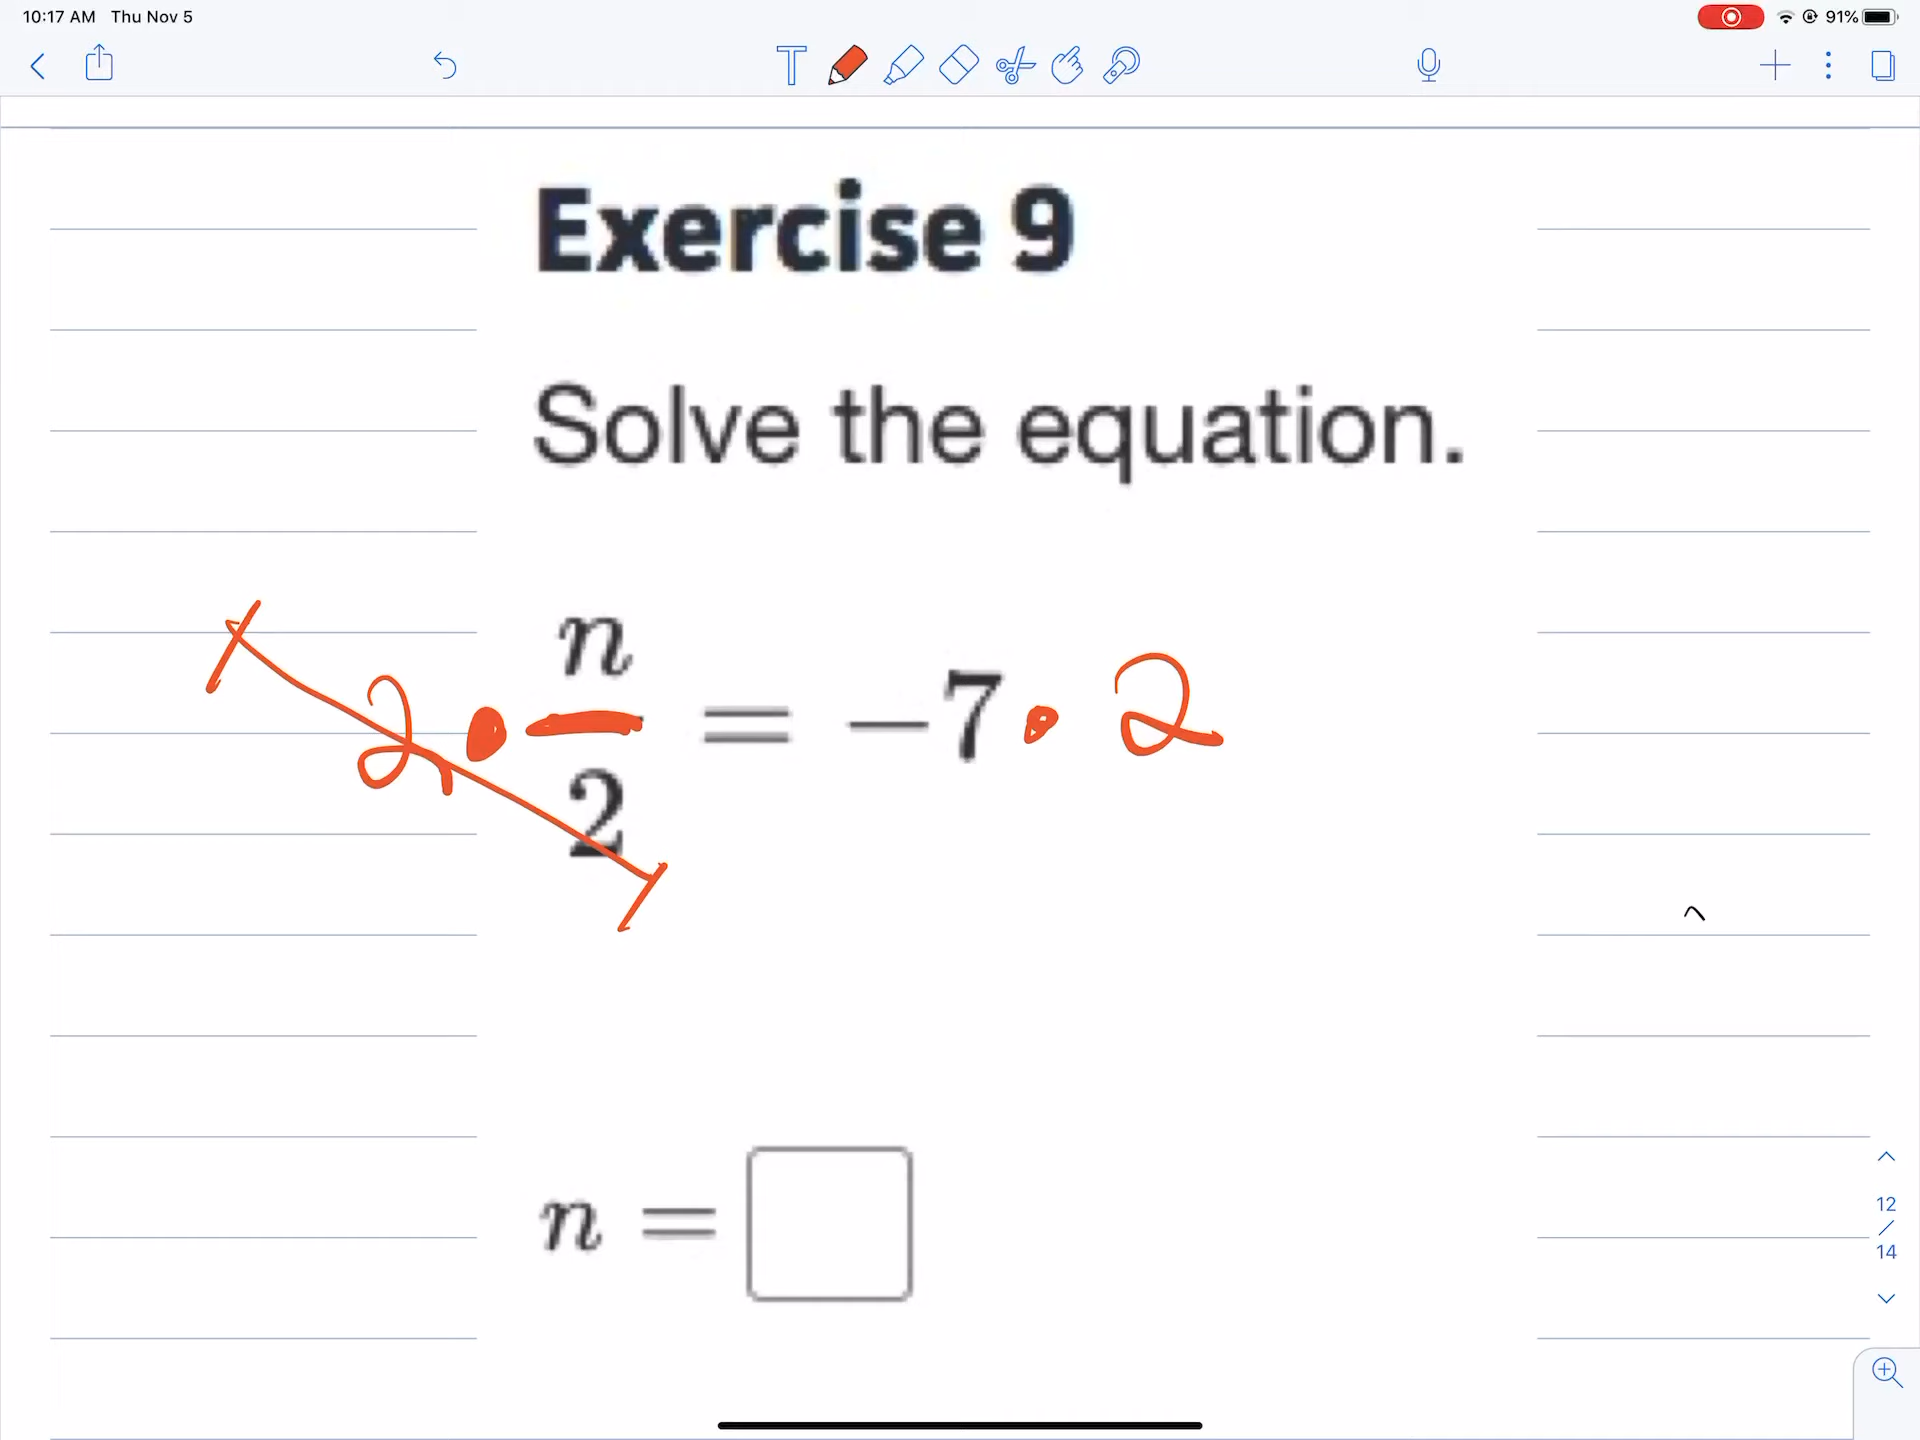 10:17 AM Thu Nov 5
91%
T
Exercise 9
Solve the equation.
2 • n/2 = −7 • 2
n =
12
/
14